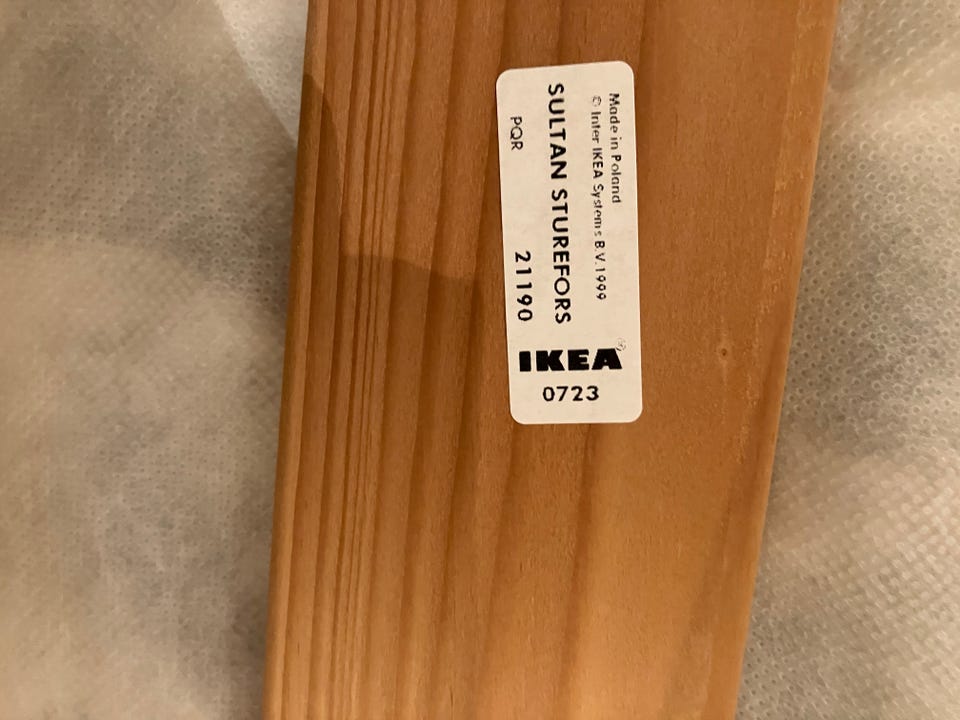 Made in Poland
© Inter IKEA Systems B.V. 1999
SULTAN STUREFORS
PQR 21190
IKEA®
0723